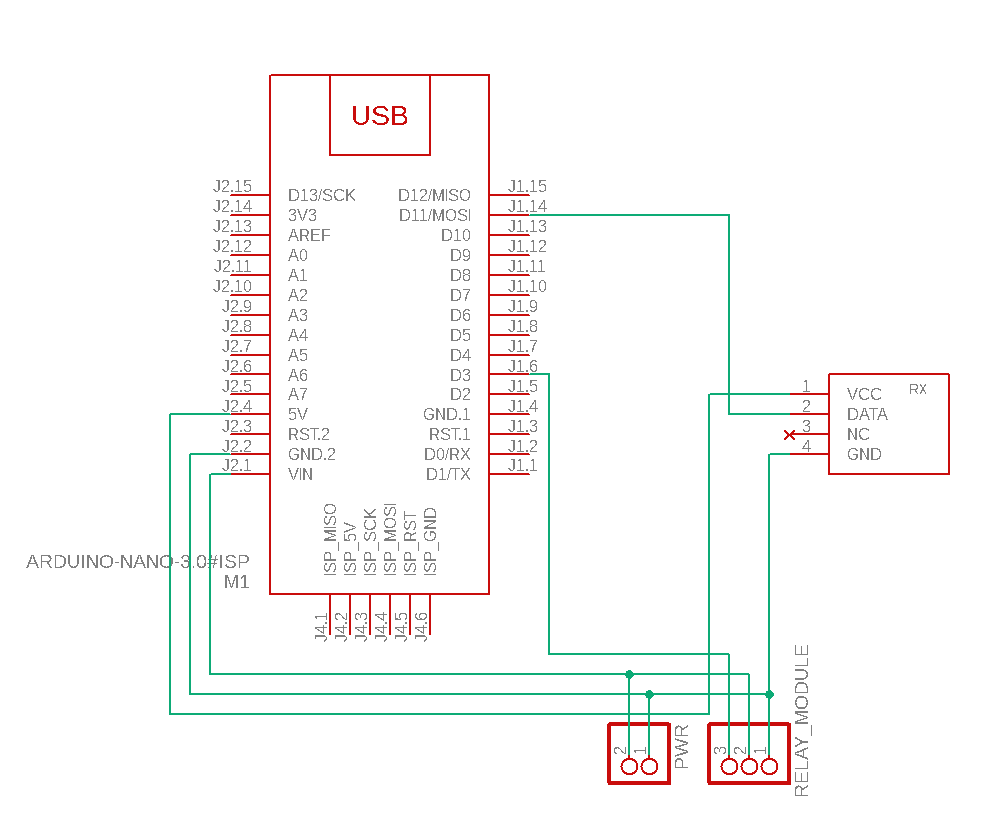 USB
J2.15 D13/SCK D12/MISO J1.15
J2.14 3V3 D11/MOSI J1.14
J2.13 AREF D10 J1.13
J2.12 A0 D9 J1.12
J2.11 A1 D8 J1.11
J2.10 A2 D7 J1.10
J2.9 A3 D6 J1.9
J2.8 A4 D5 J1.8
J2.7 A5 D4 J1.7
J2.6 A6 D3 J1.6
J2.5 A7 D2 J1.5
J2.4 5V GND.1 J1.4
J2.3 RST.2 RST.1 J1.3
J2.2 GND.2 D0/RX J1.2
J2.1 VIN D1/TX J1.1
RX
1 VCC
2 DATA
3 NC
4 GND
ISP_MISO
ISP_5V
ISP_SCK
ISP_MOSI
ISP_RST
ISP_GND
ARDUINO-NANO-3.0#ISP
M1
J4.1
J4.2
J4.3
J4.4
J4.5
J4.6
2 1
PWR
3 2 1
RELAY_MODULE